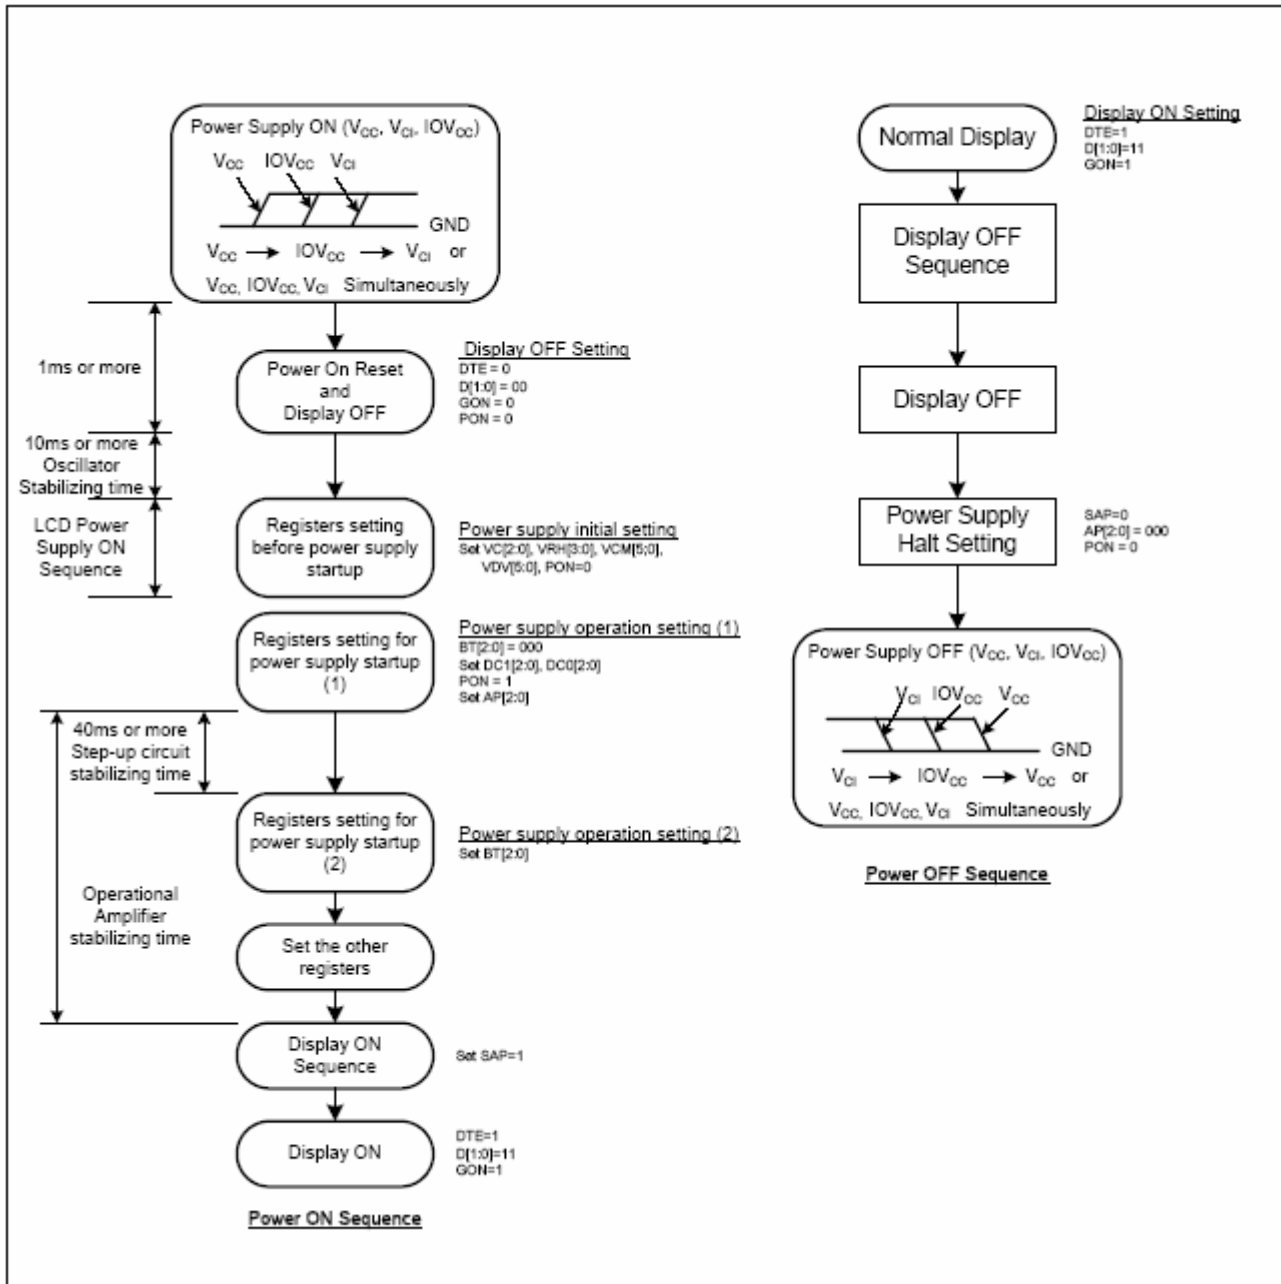 Power Supply ON (VCC, VCI, IOVCC)
VCC IOVCC VCI
GND
VCC → IOVCC → VCI or
VCC, IOVCC, VCI Simultaneously
1ms or more
Power On Reset
and
Display OFF
Display OFF Setting
DTE = 0
D[1:0] = 00
GON = 0
PON = 0
10ms or more
Oscillator
Stabilizing time
LCD Power
Supply ON
Sequence
Registers setting
before power supply
startup
Power supply initial setting
Set VC[2:0], VRH[3:0], VCM[5;0],
VDV[5:0], PON=0
Registers setting for
power supply startup
(1)
Power supply operation setting (1)
BT[2:0] = 000
Set DC1[2:0], DC0[2:0]
PON = 1
Set AP[2:0]
40ms or more
Step-up circuit
stabilizing time
Registers setting for
power supply startup
(2)
Power supply operation setting (2)
Set BT[2:0]
Operational
Amplifier
stabilizing time
Set the other
registers
Display ON
Sequence
Set SAP=1
Display ON
DTE=1
D[1:0]=11
GON=1
Power ON Sequence
Normal Display
Display ON Setting
DTE=1
D[1:0]=11
GON=1
Display OFF
Sequence
Display OFF
Power Supply
Halt Setting
SAP=0
AP[2:0] = 000
PON = 0
Power Supply OFF (VCC, VCI, IOVCC)
VCI IOVCC VCC
GND
VCI → IOVCC → VCC or
VCC, IOVCC, VCI Simultaneously
Power OFF Sequence